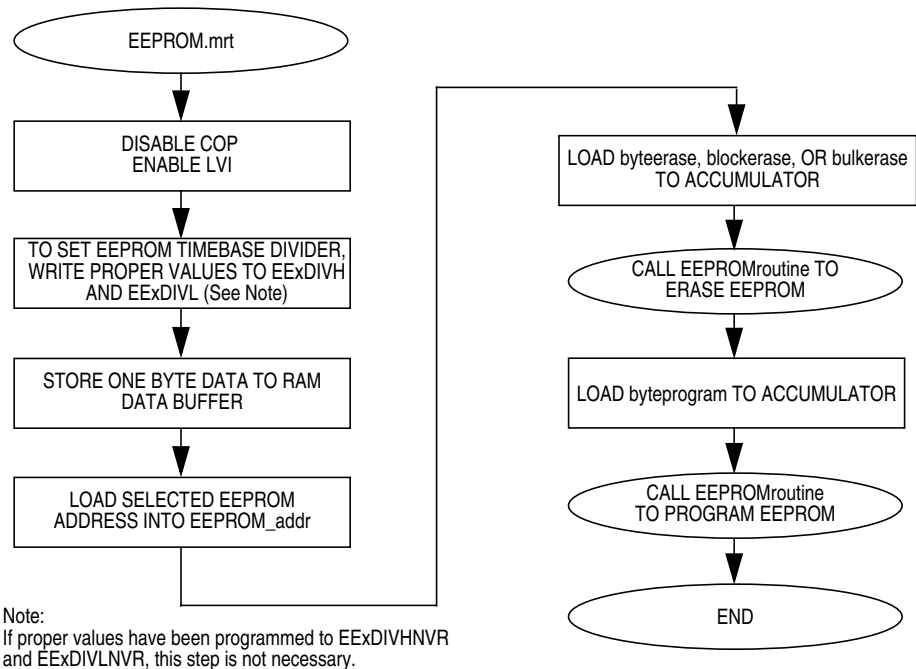 EEPROM.mrt
DISABLE COP
ENABLE LVI
TO SET EEPROM TIMEBASE DIVIDER,
WRITE PROPER VALUES TO EExDIVH
AND EExDIVL (See Note)
STORE ONE BYTE DATA TO RAM
DATA BUFFER
LOAD SELECTED EEPROM
ADDRESS INTO EEPROM_addr
LOAD byteerase, blockerase, OR bulkerase
TO ACCUMULATOR
CALL EEPROMroutine TO
ERASE EEPROM
LOAD byteprogram TO ACCUMULATOR
CALL EEPROMroutine
TO PROGRAM EEPROM
END
Note:
If proper values have been programmed to EExDIVHNVR
and EExDIVLNVR, this step is not necessary.